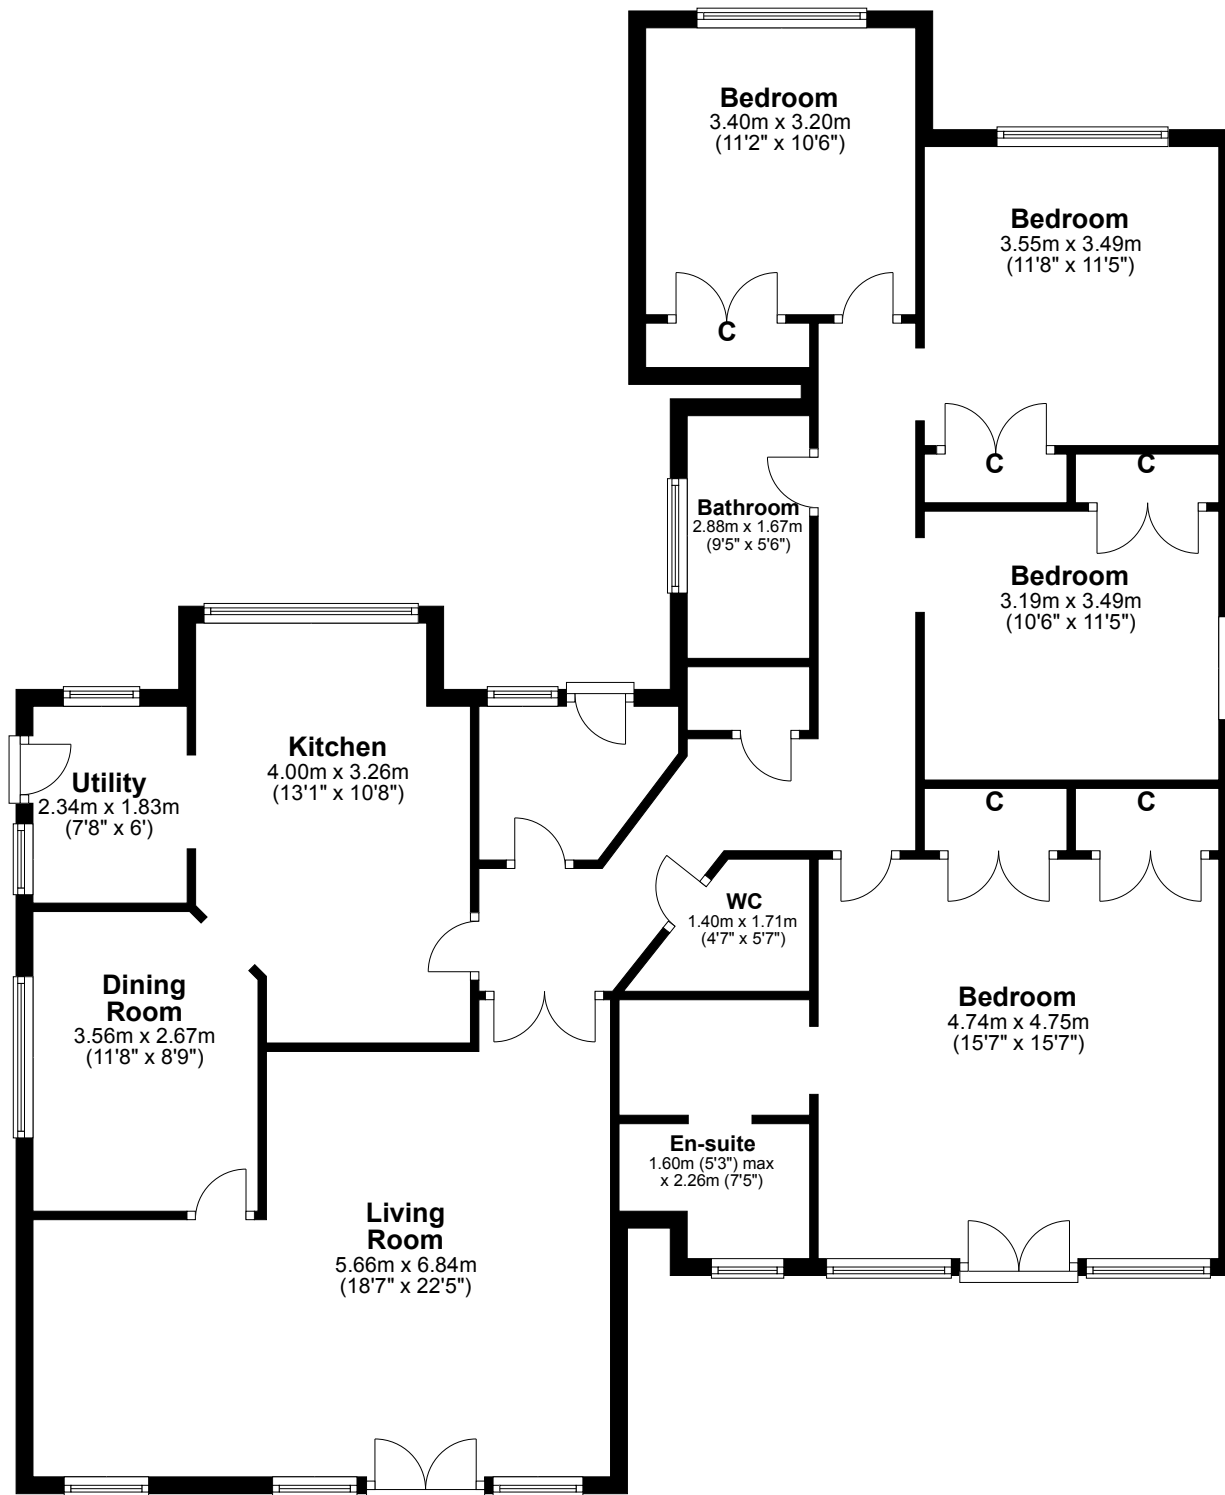 Bedroom
3.40m x 3.20m
(11'2" x 10'6")
C
Bedroom
3.55m x 3.49m
(11'8" x 11'5")
C
C
Bathroom
2.88m x 1.67m
(9'5" x 5'6")
Bedroom
3.19m x 3.49m
(10'6" x 11'5")
Kitchen
4.00m x 3.26m
(13'1" x 10'8")
Utility
2.34m x 1.83m
(7'8" x 6')
C
C
WC
1.40m x 1.71m
(4'7" x 5'7")
Dining
Room
3.56m x 2.67m
(11'8" x 8'9")
Bedroom
4.74m x 4.75m
(15'7" x 15'7")
En-suite
1.60m (5'3") max
x 2.26m (7'5")
Living
Room
5.66m x 6.84m
(18'7" x 22'5")